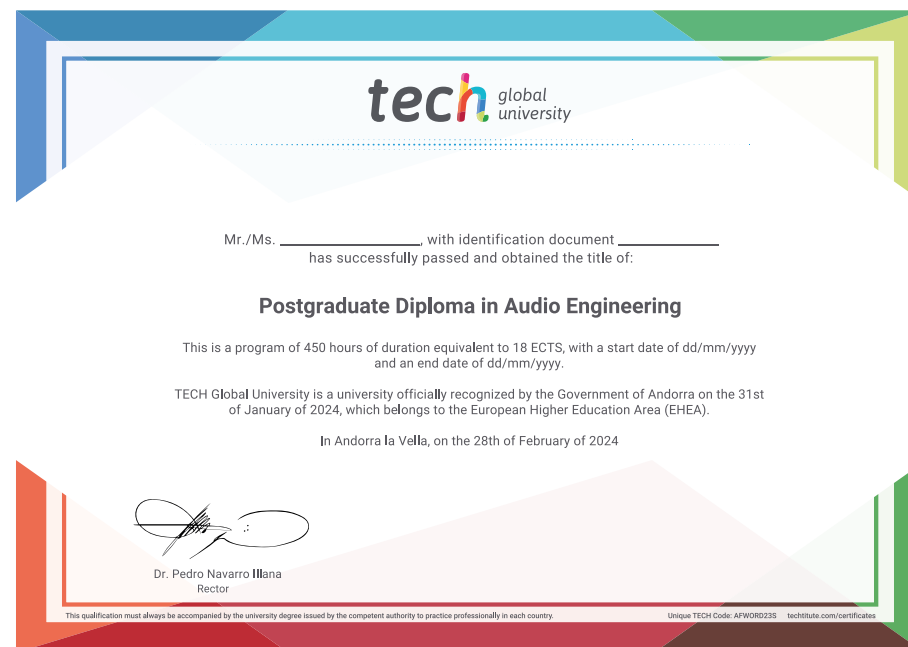 tech global university
Mr./Ms. ____________, with identification document ____________
has successfully passed and obtained the title of:
Postgraduate Diploma in Audio Engineering
This is a program of 450 hours of duration equivalent to 18 ECTS, with a start date of dd/mm/yyyy
and an end date of dd/mm/yyyy.
TECH Global University is a university officially recognized by the Government of Andorra on the 31st
of January of 2024, which belongs to the European Higher Education Area (EHEA).
In Andorra la Vella, on the 28th of February of 2024
Dr. Pedro Navarro Illana
Rector
This qualification must always be accompanied by the university degree issued by the competent authority to practice professionally in each country.
Unique TECH Code: AFWORD23S techtitute.com/certificates